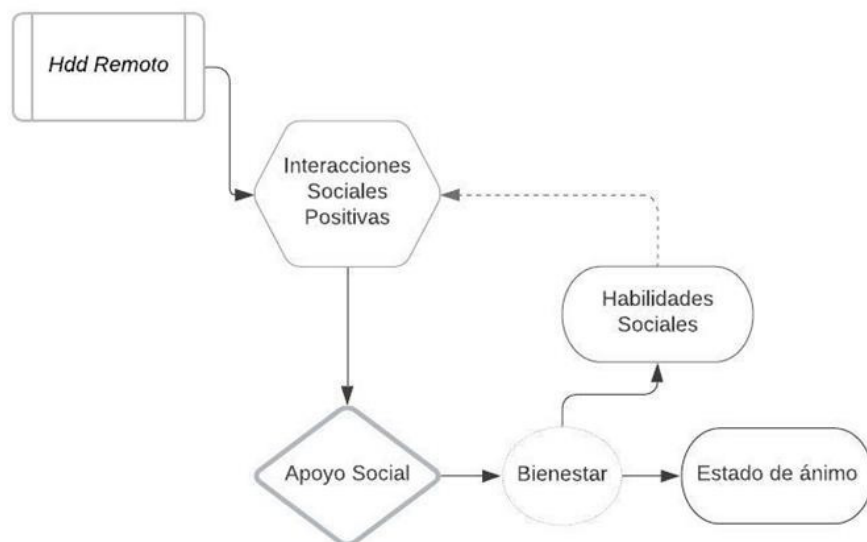 Hdd Remoto
Interacciones
Sociales
Positivas
Habilidades
Sociales
Apoyo Social
Bienestar
Estado de ánimo